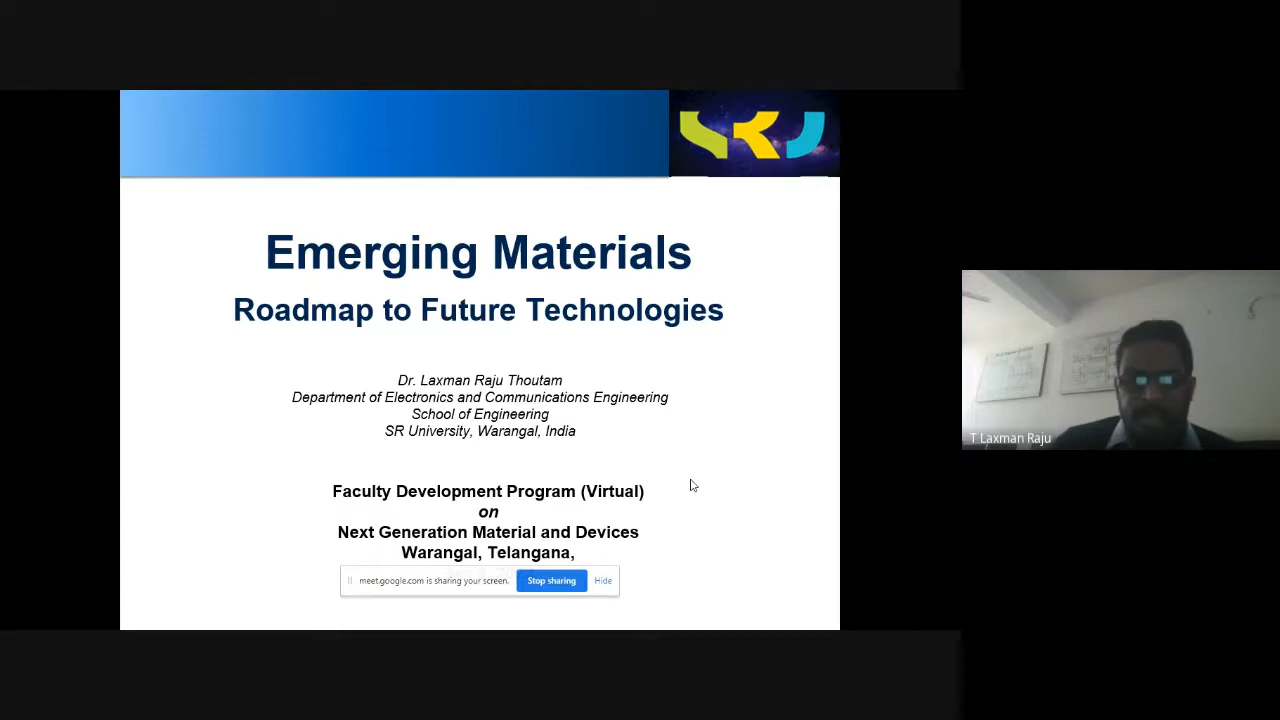 SRU
Emerging Materials
Roadmap to Future Technologies
Dr. Laxman Raju Thoutam
Department of Electronics and Communications Engineering
School of Engineering
SR University, Warangal, India
Faculty Development Program (Virtual)
on
Next Generation Material and Devices
Warangal, Telangana,
meet.google.com is sharing your screen.
Stop sharing
Hide
T Laxman Raju